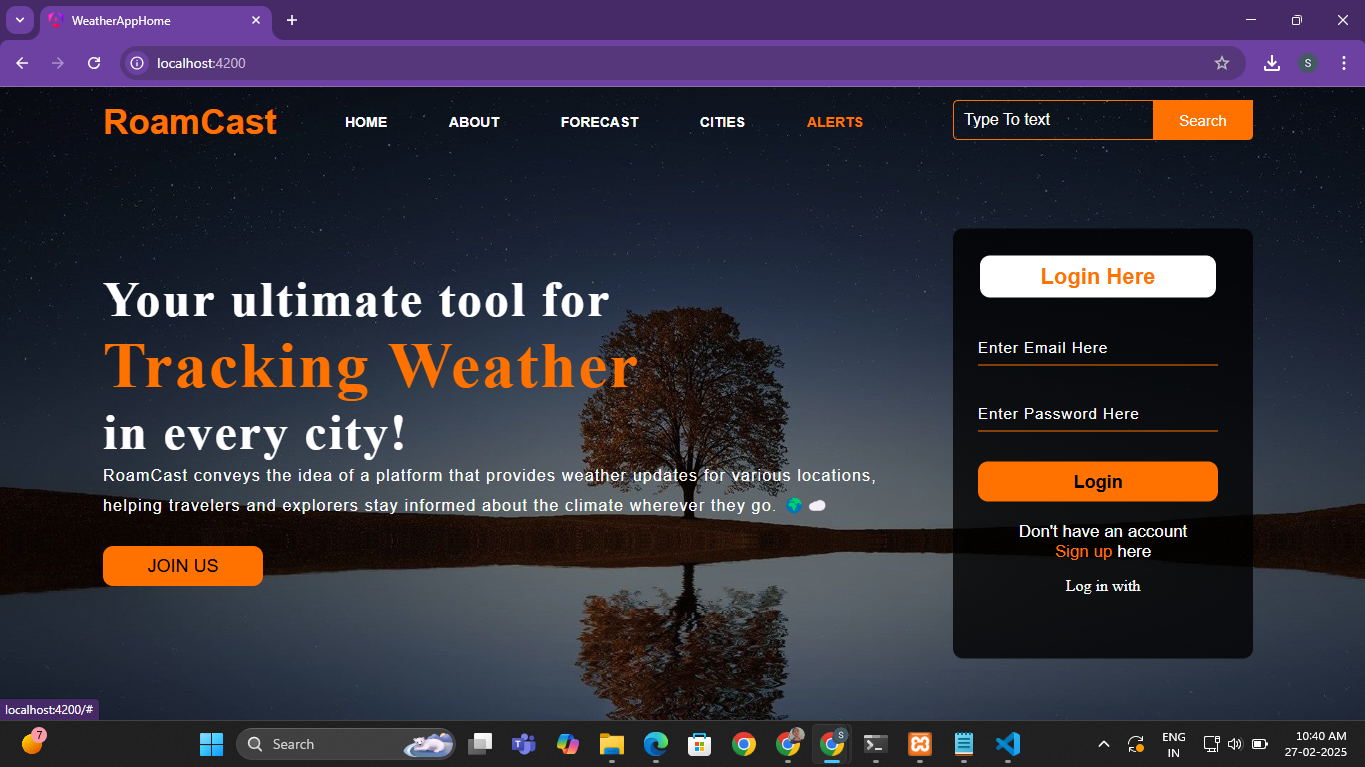 WeatherAppHome
localhost:4200
S
RoamCast
HOME
ABOUT
FORECAST
CITIES
ALERTS
Type To text
Search
Your ultimate tool for
Tracking Weather
in every city!
RoamCast conveys the idea of a platform that provides weather updates for various locations,
helping travelers and explorers stay informed about the climate wherever they go. 🌍 ☁️
JOIN US
Login Here
Enter Email Here
Enter Password Here
Login
Don't have an account
Sign up here
Log in with
localhost:4200/#
7
Search
S
ENG
IN
10:40 AM
27-02-2025